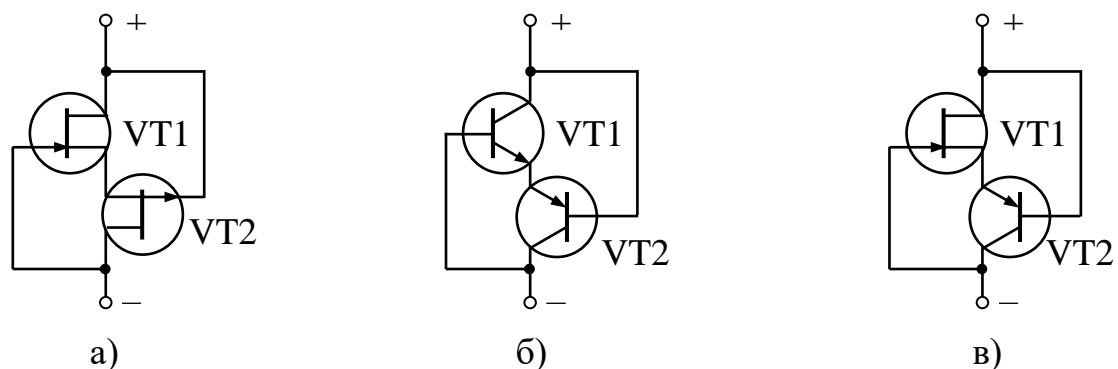 + + +
VT1 VT1 VT1
VT2 VT2 VT2
– – –
а) б) в)